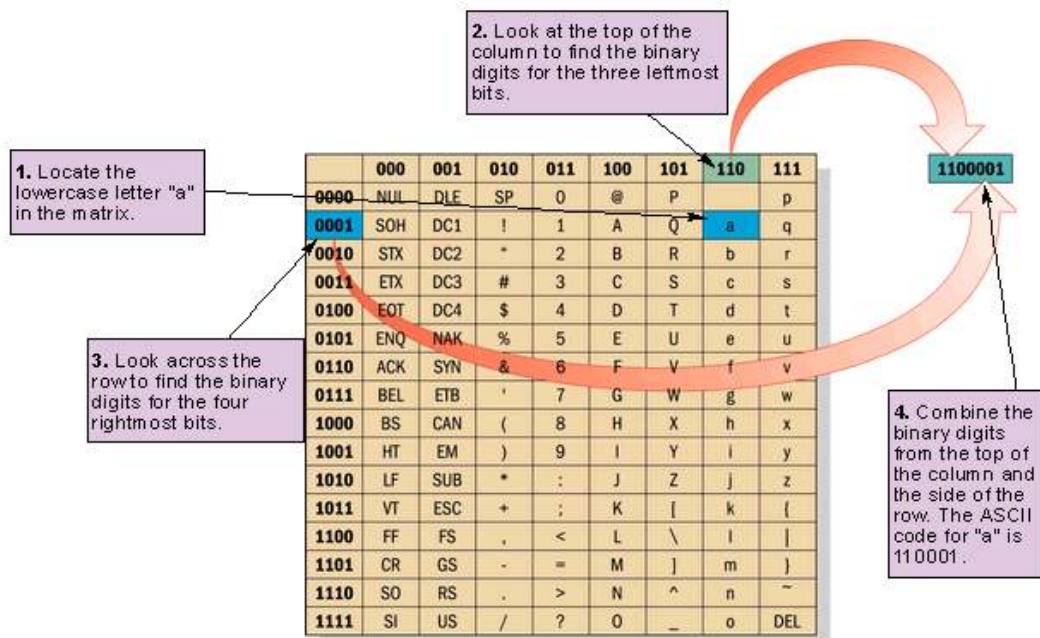 2. Look at the top of the
column to find the binary
digits for the three leftmost
bits.
1. Locate the
lowercase letter "a"
in the matrix.
1100001
000 001 010 011 100 101 110 111
0000 NUL DLE SP 0 @ P p
0001 SOH DC1 ! 1 A Q a q
0010 STX DC2 " 2 B R b r
0011 ETX DC3 # 3 C S c s
0100 EOT DC4 $ 4 D T d t
0101 ENQ NAK % 5 E U e u
0110 ACK SYN & 6 F V f v
0111 BEL ETB ' 7 G W g w
1000 BS CAN ( 8 H X h x
1001 HT EM ) 9 I Y i y
1010 LF SUB * : J Z j z
1011 VT ESC + ; K [ k {
1100 FF FS , < L \ l |
1101 CR GS - = M ] m }
1110 SO RS . > N ^ n ~
1111 SI US / ? O _ o DEL
3. Look across the
row to find the binary
digits for the four
rightmost bits.
4. Combine the
binary digits
from the top of
the column and
the side of the
row. The ASCII
code for "a" is
110001.